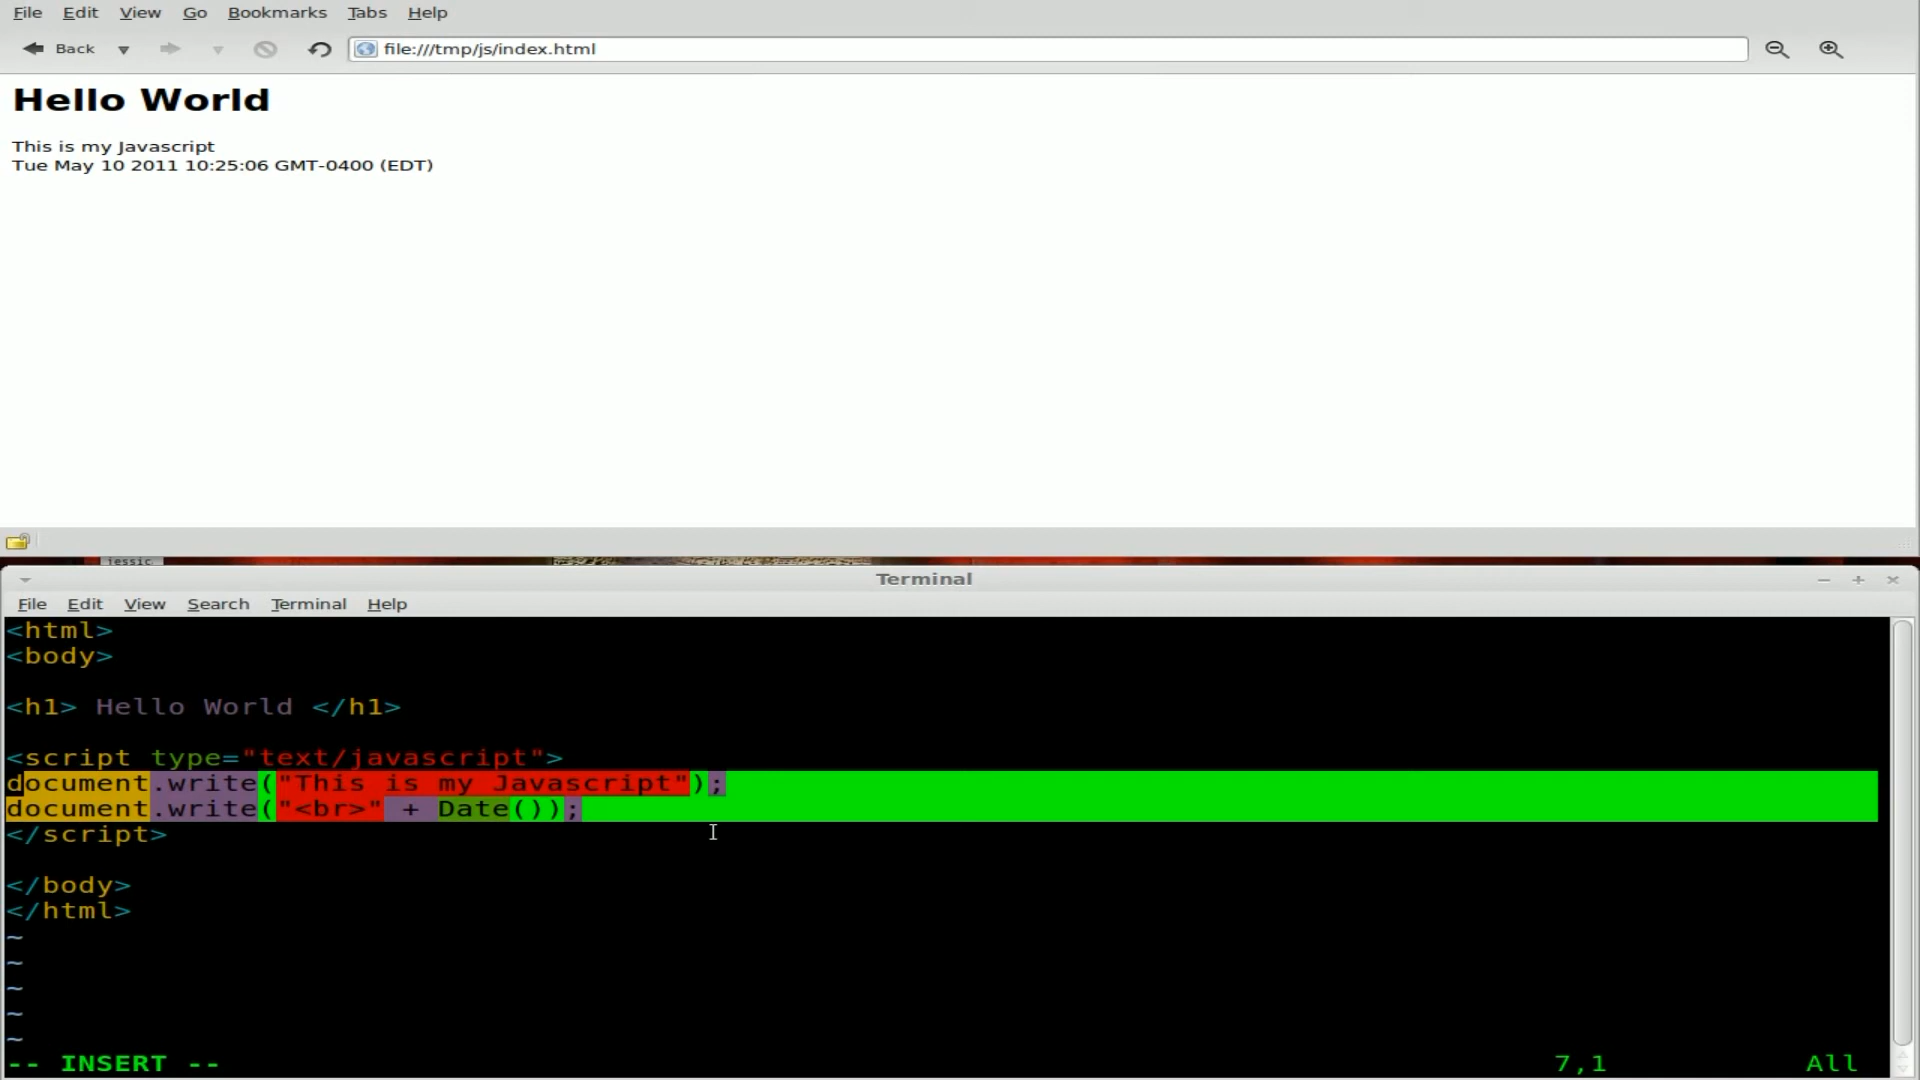 File Edit View Go Bookmarks Tabs Help
Back file:///tmp/js/index.html
Hello World
This is my Javascript
Tue May 10 2011 10:25:06 GMT-0400 (EDT)
jessic
Terminal
File Edit View Search Terminal Help
<html>
<body>
<h1> Hello World </h1>
<script type="text/javascript">
document.write("This is my Javascript");
document.write("<br>" + Date());
</script>
</body>
</html>
~
~
~
~
~
-- INSERT -- 7,1 All